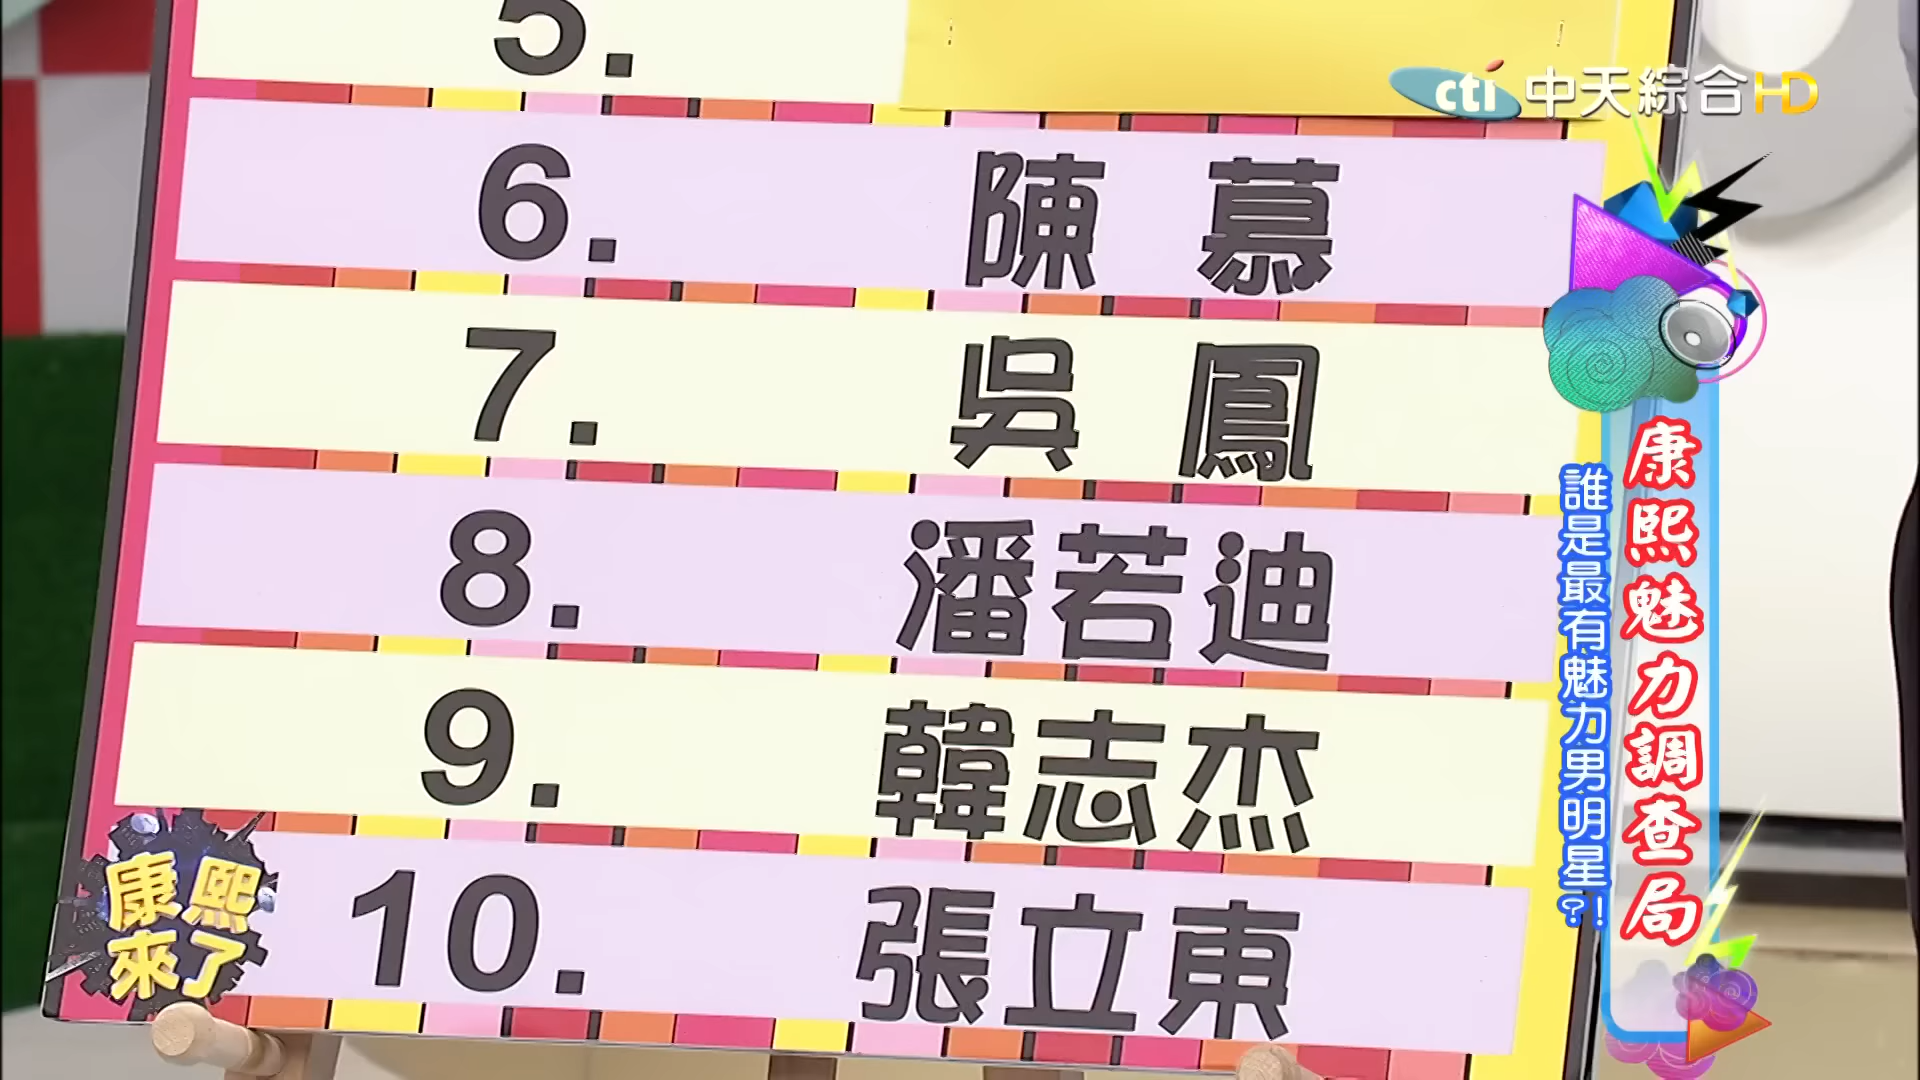 5.
6. 陳 慕
7. 吳 鳳
8. 潘若迪
9. 韓志杰
10. 張立東
cti 中天綜合HD
康熙魅力調查局
誰是最有魅力男明星?!
康熙來了